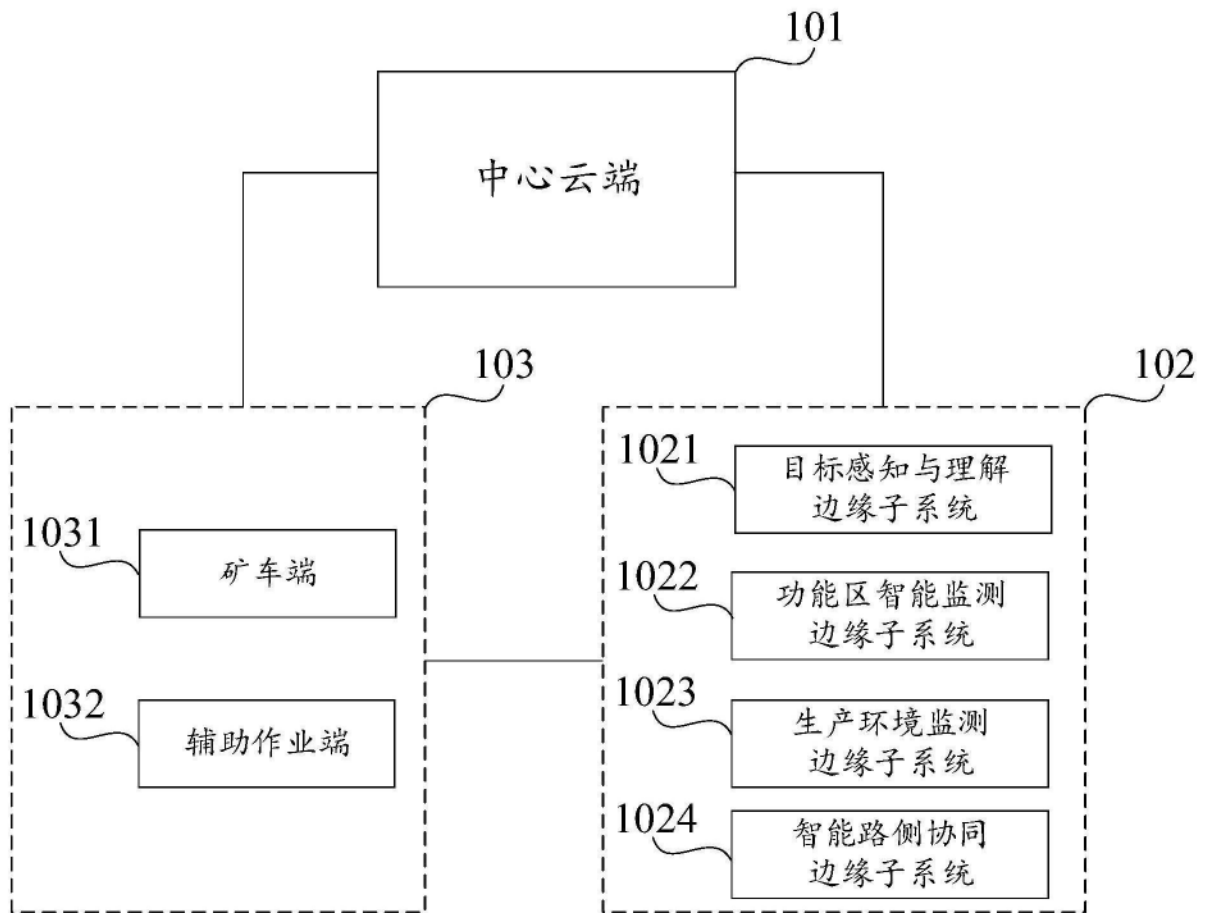 101
中心云端
103
102
1021
目标感知与理解
边缘子系统
1031
矿车端
1022
功能区智能监测
边缘子系统
1032
辅助作业端
1023
生产环境监测
边缘子系统
1024
智能路侧协同
边缘子系统